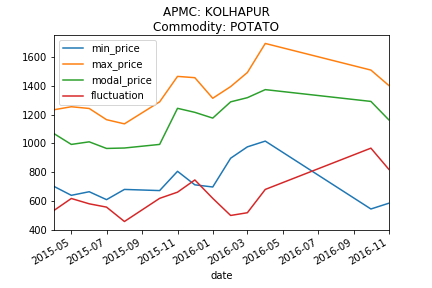 APMC: KOLHAPUR
Commodity: POTATO
min_price
max_price
modal_price
fluctuation
1600
1400
1200
1000
800
600
400
2015-05
2015-07
2015-09
2015-11
2016-01
2016-03
2016-05
2016-07
2016-09
2016-11
date